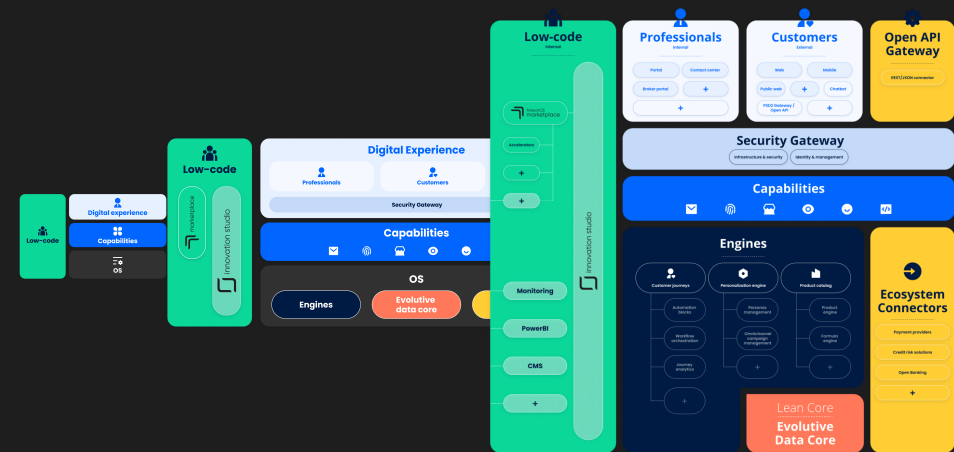 Low-code
Digital experience
Capabilities
OS
Low-code
marketplace
innovation studio
Digital Experience
Professionals
Customers
Security Gateway
Capabilities
OS
Engines
Evolutive
data core
Low-code
Internal
marketplace
Accelerators
+
+
innovation studio
Monitoring
PowerBI
CMS
+
Professionals
Internal
Portal
Contact center
Broker portal
+
+
Customers
External
Web
Mobile
Public web
+
Chatbot
PSD2 Gateway /
Open API
+
Open API
Gateway
REST/JSON connector
Security Gateway
Infrastructure & security
Identity & management
Capabilities
Engines
Customer journeys
Personalization engine
Product catalog
Automation
blocks
Workflow
orchestration
Journey
analytics
+
Personas
management
Omnichannel
campaign
management
+
Product
engine
Formula
engine
+
Lean Core
Evolutive
Data Core
Ecosystem
Connectors
Payment providers
Credit risk solutions
Open Banking
+